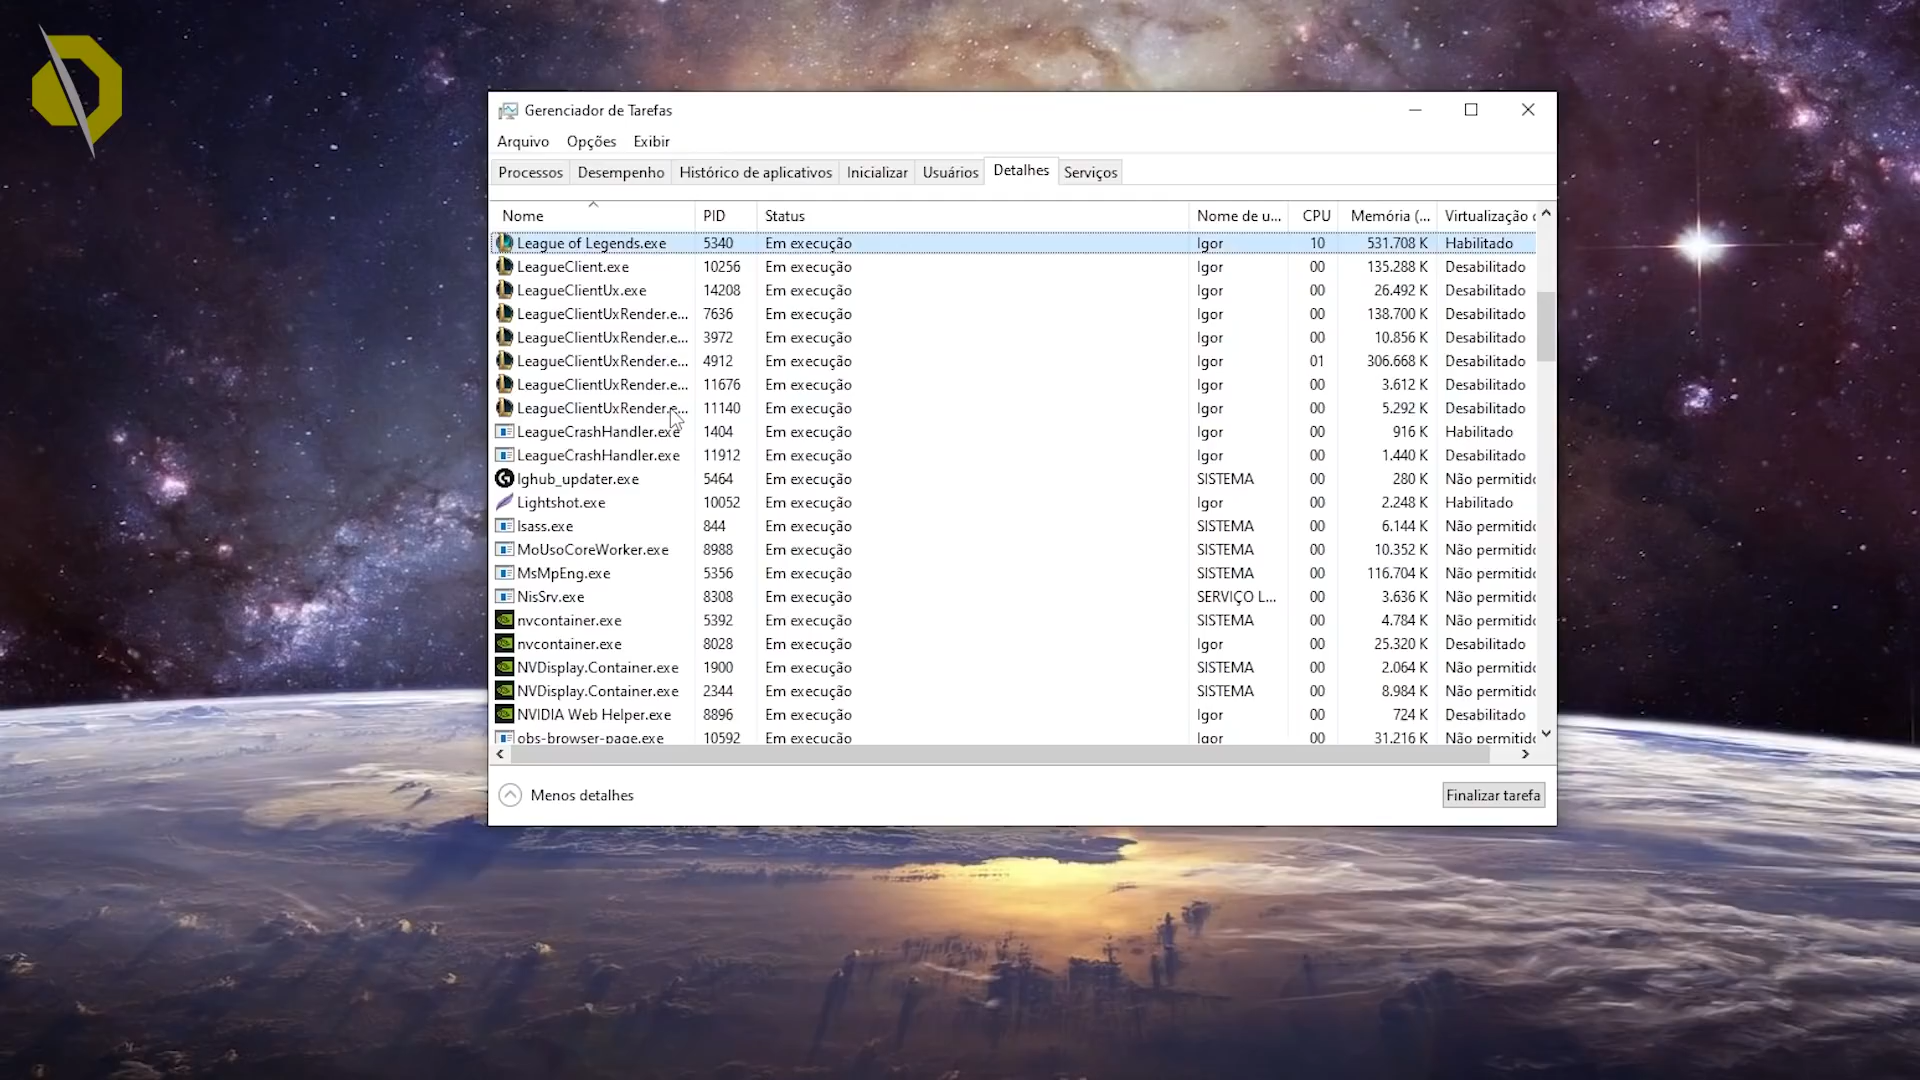 Gerenciador de Tarefas
Arquivo Opções Exibir
Processos Desempenho Histórico de aplicativos Inicializar Usuários Detalhes Serviços
Nome PID Status Nome de u... CPU Memória (... Virtualização
League of Legends.exe 5340 Em execução Igor 10 531.708 K Habilitado
LeagueClient.exe 10256 Em execução Igor 00 135.288 K Desabilitado
LeagueClientUx.exe 14208 Em execução Igor 00 26.492 K Desabilitado
LeagueClientUxRender.e... 7636 Em execução Igor 00 138.700 K Desabilitado
LeagueClientUxRender.e... 3972 Em execução Igor 00 10.856 K Desabilitado
LeagueClientUxRender.e... 4912 Em execução Igor 01 306.668 K Desabilitado
LeagueClientUxRender.e... 11676 Em execução Igor 00 3.612 K Desabilitado
LeagueClientUxRender.e... 11140 Em execução Igor 00 5.292 K Desabilitado
LeagueCrashHandler.exe 1404 Em execução Igor 00 916 K Habilitado
LeagueCrashHandler.exe 11912 Em execução Igor 00 1.440 K Desabilitado
lghub_updater.exe 5464 Em execução SISTEMA 00 280 K Não permitid
Lightshot.exe 10052 Em execução Igor 00 2.248 K Habilitado
lsass.exe 844 Em execução SISTEMA 00 6.144 K Não permitid
MoUsoCoreWorker.exe 8988 Em execução SISTEMA 00 10.352 K Não permitid
MsMpEng.exe 5356 Em execução SISTEMA 00 116.704 K Não permitid
NisSrv.exe 8308 Em execução SERVIÇO L... 00 3.636 K Não permitid
nvcontainer.exe 5392 Em execução SISTEMA 00 4.784 K Não permitid
nvcontainer.exe 8028 Em execução Igor 00 25.320 K Desabilitado
NVDisplay.Container.exe 1900 Em execução SISTEMA 00 2.064 K Não permitid
NVDisplay.Container.exe 2344 Em execução SISTEMA 00 8.984 K Não permitid
NVIDIA Web Helper.exe 8896 Em execução Igor 00 724 K Desabilitado
obs-browser-page.exe 10592 Em execução Igor 00 31.216 K Não permitid
Menos detalhes Finalizar tarefa